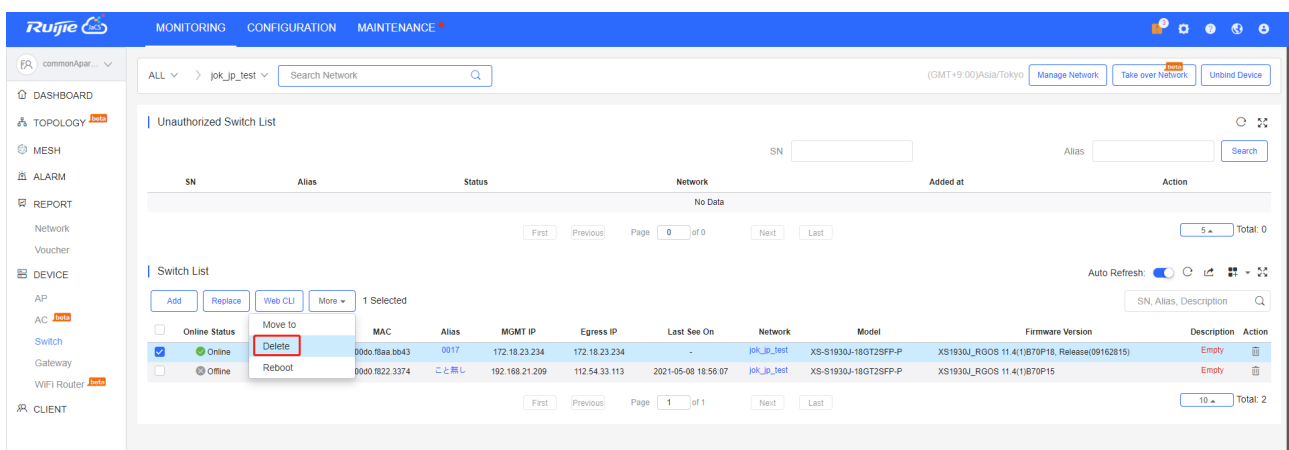 Ruijie MACC MONITORING CONFIGURATION MAINTENANCE 3
FR commonApar... ALL jok_jp_test Search Network (GMT+9:00)Asia/Tokyo Manage Network Take over Network beta Unbind Device
DASHBOARD
TOPOLOGY beta
MESH
ALARM
REPORT
Network
Voucher
DEVICE
AP
AC beta
Switch
Gateway
WiFi Router beta
CLIENT
Unauthorized Switch List
SN Alias Search
SN Alias Status Network Added at Action
No Data
First Previous Page 0 of 0 Next Last 5 Total: 0
Switch List Auto Refresh:
Add Replace Web CLI More 1 Selected SN, Alias, Description
Move to
Delete
Reboot
Online Status MAC Alias MGMT IP Egress IP Last See On Network Model Firmware Version Description Action
Online 00do.f8aa.bb43 0017 172.18.23.234 172.18.23.234 - jok_jp_test XS-S1930J-18GT2SFP-P XS1930J_RGOS 11.4(1)B70P18, Release(09162815) Empty
Offline 00d0.f822.3374 こと無し 192.168.21.209 112.54.33.113 2021-05-08 18:56:07 jok_jp_test XS-S1930J-18GT2SFP-P XS1930J_RGOS 11.4(1)B70P15 Empty
First Previous Page 1 of 1 Next Last 10 Total: 2